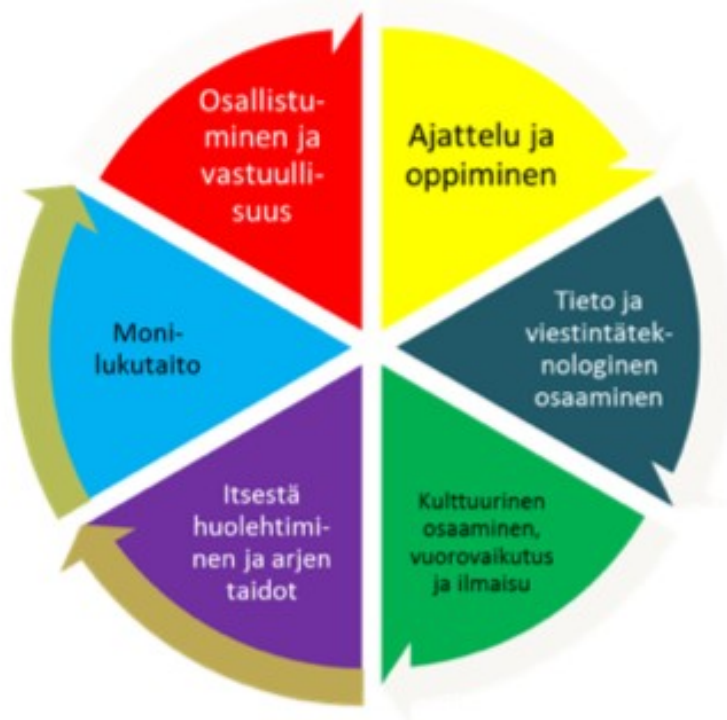 Osallistu-
minen ja
vastuulli-
suus
Ajattelu ja
oppiminen
Tieto ja
viestintätek-
nologinen
osaaminen
Kulttuurinen
osaaminen,
vuorovaikutus
ja ilmaisu
Itsestä
huolehtimi-
nen ja arjen
taidot
Moni-
lukutaito